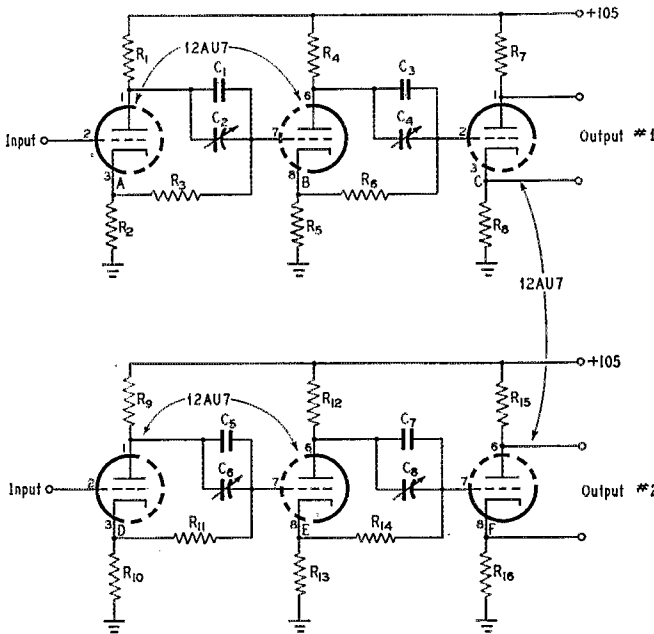 +105
R1
R4
R7
12AU7
C1
C3
1
6
1
C2
C4
Input
2
7
2
Output #1
3
A
8
B
3
C
R3
R6
R2
R5
R8
12AU7
+105
R9
R12
R15
12AU7
C5
C7
1
6
6
C6
C8
Input
2
7
7
Output #2
3
D
8
E
8
F
R11
R14
R10
R13
R16